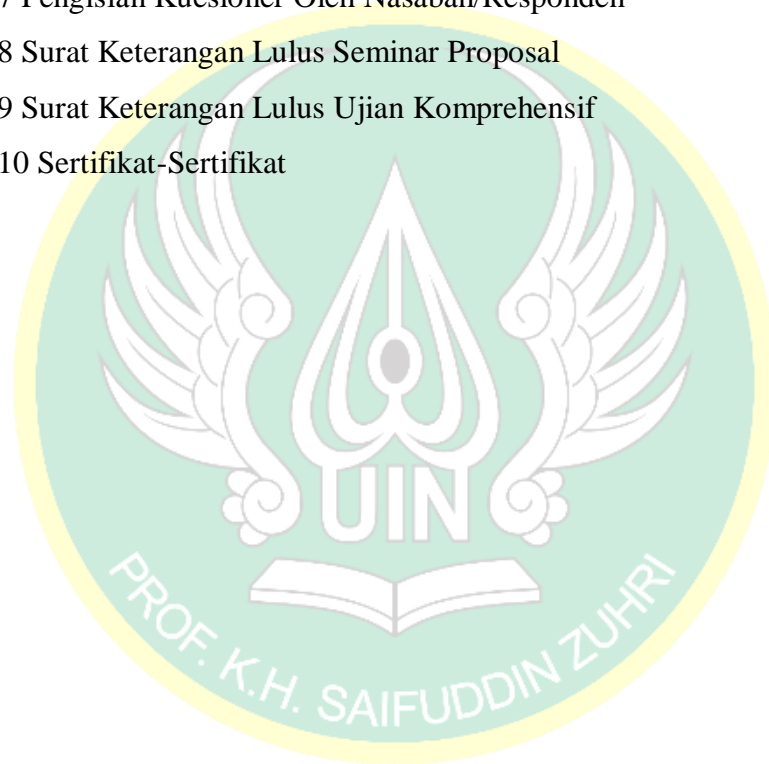 7 Pengisian Kuesioner Oleh Nasabah/Responden
8 Surat Keterangan Lulus Seminar Proposal
9 Surat Keterangan Lulus Ujian Komprehensif
10 Sertifikat-Sertifikat
UIN
PROF. K.H. SAIFUDDIN ZUHRI